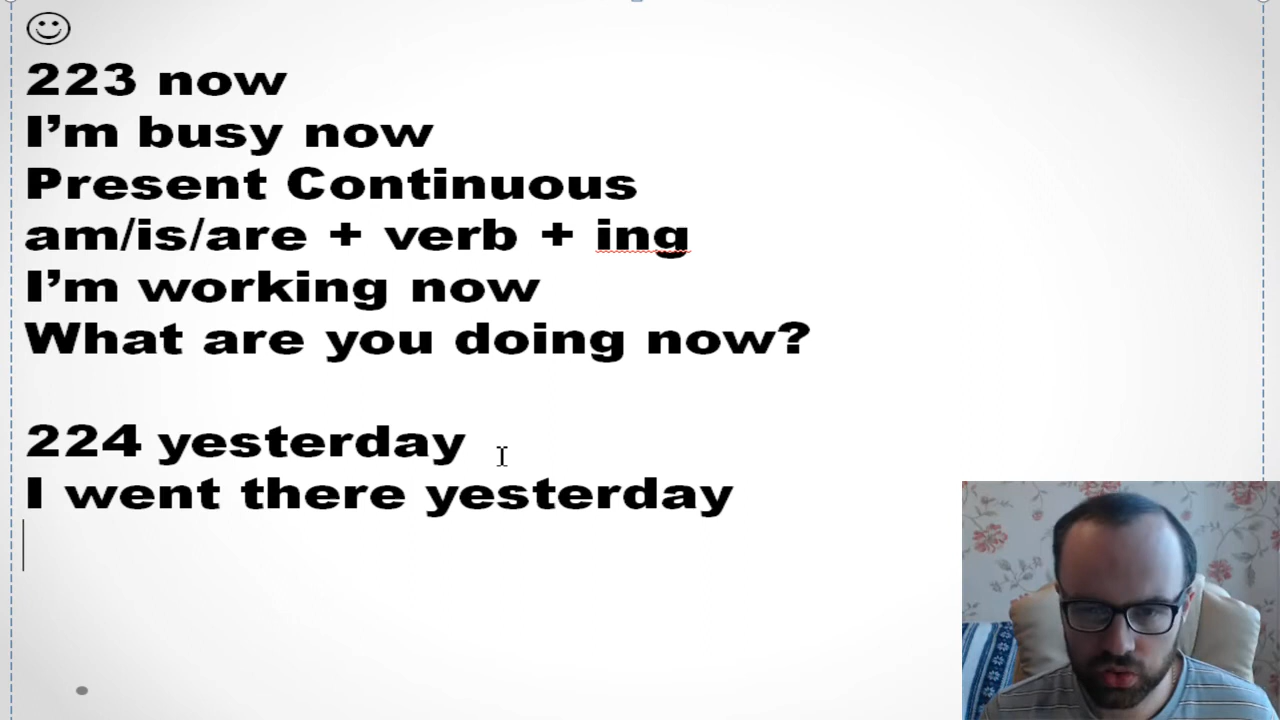 223 now
I’m busy now
Present Continuous
am/is/are + verb + ing
I’m working now
What are you doing now?
224 yesterday
I went there yesterday